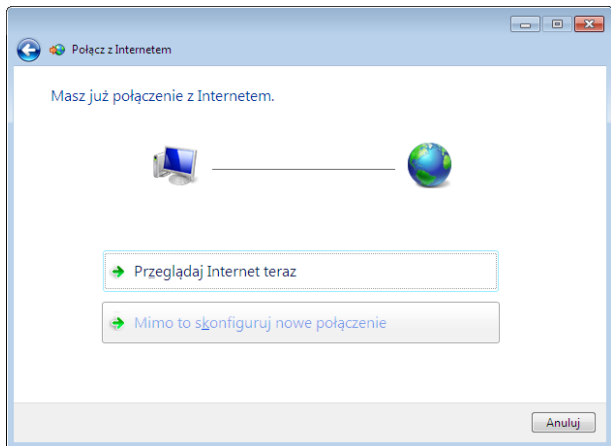 Połącz z Internetem
Masz już połączenie z Internetem.
Przeglądaj Internet teraz
Mimo to skonfiguruj nowe połączenie
Anuluj